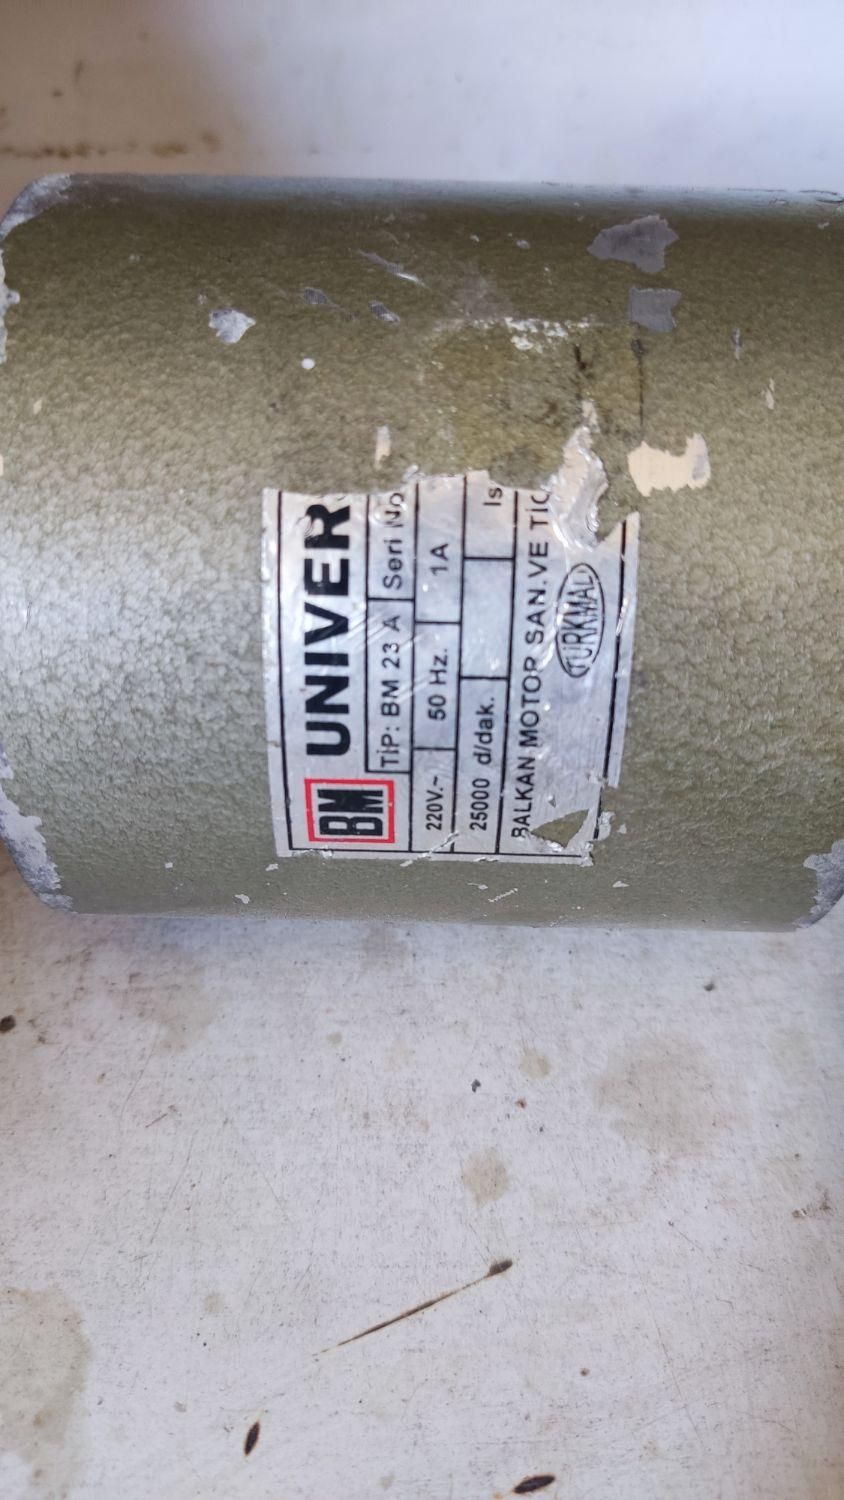 BM UNIVER
TİP: BM 23 A Seri No
220V.~ 50 Hz. 1A
25000 d/dak. Is
BALKAN MOTOR SAN.VE TİC
TÜRKMALI